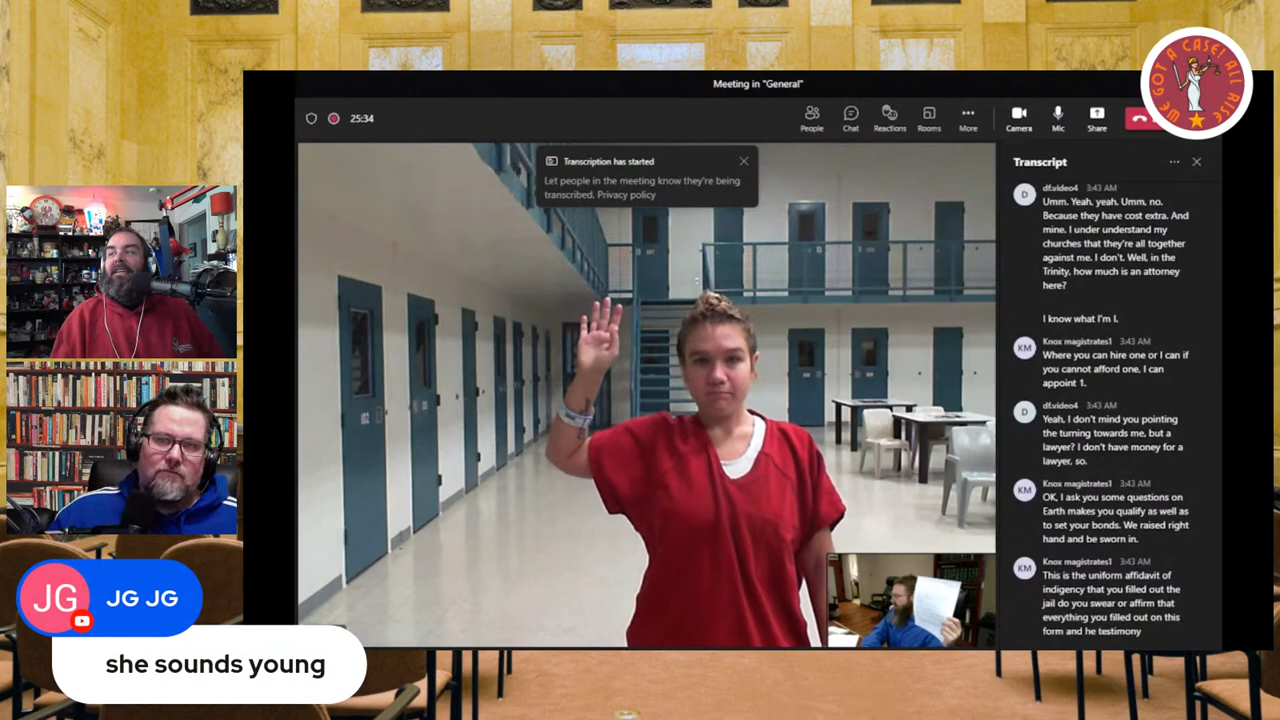 Meeting in "General"
WE GOT A CASE! ALL RISE
25:34
People
Chat
Reactions
Rooms
More
Camera
Mic
Share
Transcription has started
Let people in the meeting know they're being
transcribed. Privacy policy
Transcript
D
df.video4 3:43 AM
Umm. Yeah, yeah. Umm, no.
Because they have cost extra. And
mine. I under understand my
churches that they're all together
against me. I don't. Well, in the
Trinity, how much is an attorney
here?
I know what I'm I.
KM
Knox magistrates1 3:43 AM
Where you can hire one or I can if
you cannot afford one, I can
appoint 1.
D
df.video4 3:43 AM
Yeah, I don't mind you pointing
the turning towards me, but a
lawyer? I don't have money for a
lawyer, so.
KM
Knox magistrates1 3:43 AM
OK, I ask you some questions on
Earth makes you qualify as well as
to set your bonds. We raised right
hand and be sworn in.
KM
Knox magistrates1 3:43 AM
This is the uniform affidavit of
indigency that you filled out the
jail do you swear or affirm that
everything you filled out on this
form and he testimony
102
JG
JG JG
she sounds young